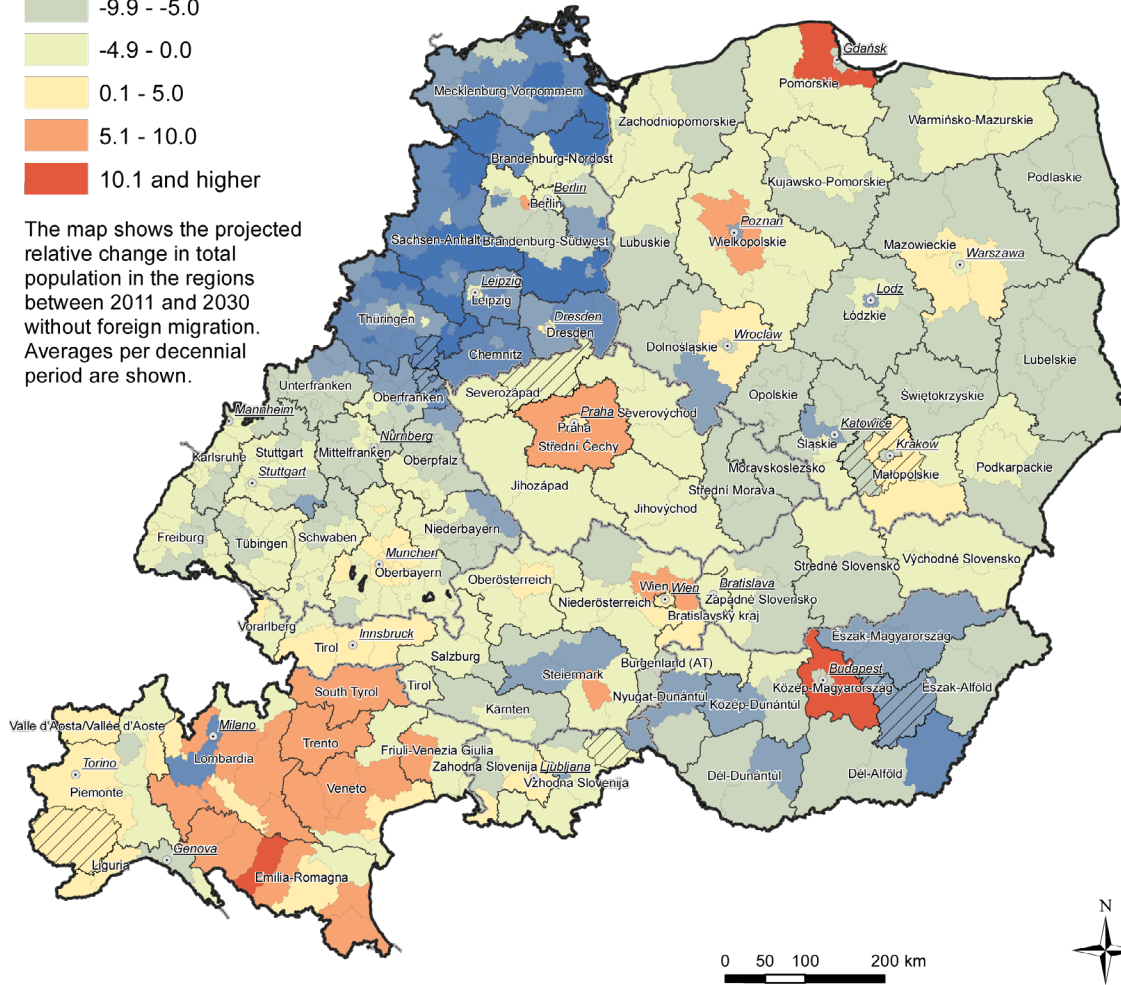 -9.9 - -5.0
-4.9 - 0.0
0.1 - 5.0
5.1 - 10.0
10.1 and higher
The map shows the projected
relative change in total
population in the regions
between 2011 and 2030
without foreign migration.
Averages per decennial
period are shown.
Gdańsk
Pomorskie
Mecklenburg-Vorpommern
Zachodniopomorskie
Warmińsko-Mazurskie
Brandenburg-Nordost
Podlaskie
Kujawsko-Pomorskie
Berlin
Berlin
Poznań
Wielkopolskie
Sachsen-Anhalt
Brandenburg-Südwest
Lubuskie
Mazowieckie
Warszawa
Leipzig
Leipzig
Lodz
Łódzkie
Thüringen
Dresden
Dresden
Wrocław
Dolnośląskie
Chemnitz
Lubelskie
Unterfranken
Oberfranken
Severozápad
Opolskie
Świętokrzyskie
Mannheim
Praha
Severovýchod
Praha
Střední Čechy
Katowice
Śląskie
Krakow
Karlsruhe
Stuttgart
Stuttgart
Mittelfranken
Nürnberg
Oberpfalz
Moravskoslezsko
Małopolskie
Podkarpackie
Jihozápad
Střední Morava
Jihovýchod
Freiburg
Tübingen
Schwaben
Niederbayern
Munchen
Oberbayern
Oberösterreich
Stredné Slovensko
Východné Slovensko
Niederösterreich
Wien
Wien
Bratislava
Západné Slovensko
Bratislavský kraj
Vorarlberg
Innsbruck
Tirol
Salzburg
Burgenland (AT)
Észak-Magyarország
Steiermark
South Tyrol
Tirol
Kärnten
Nyugat-Dunántúl
Közép-Dunántúl
Budapest
Közép-Magyarország
Észak-Alföld
Valle d'Aosta/Vallée d'Aoste
Milano
Lombardia
Trento
Friuli-Venezia Giulia
Zahodna Slovenija
Ljubljana
Vzhodna Slovenija
Torino
Piemonte
Veneto
Dél-Dunántúl
Dél-Alföld
Genova
Liguria
Emilia-Romagna
N
0 50 100 200 km